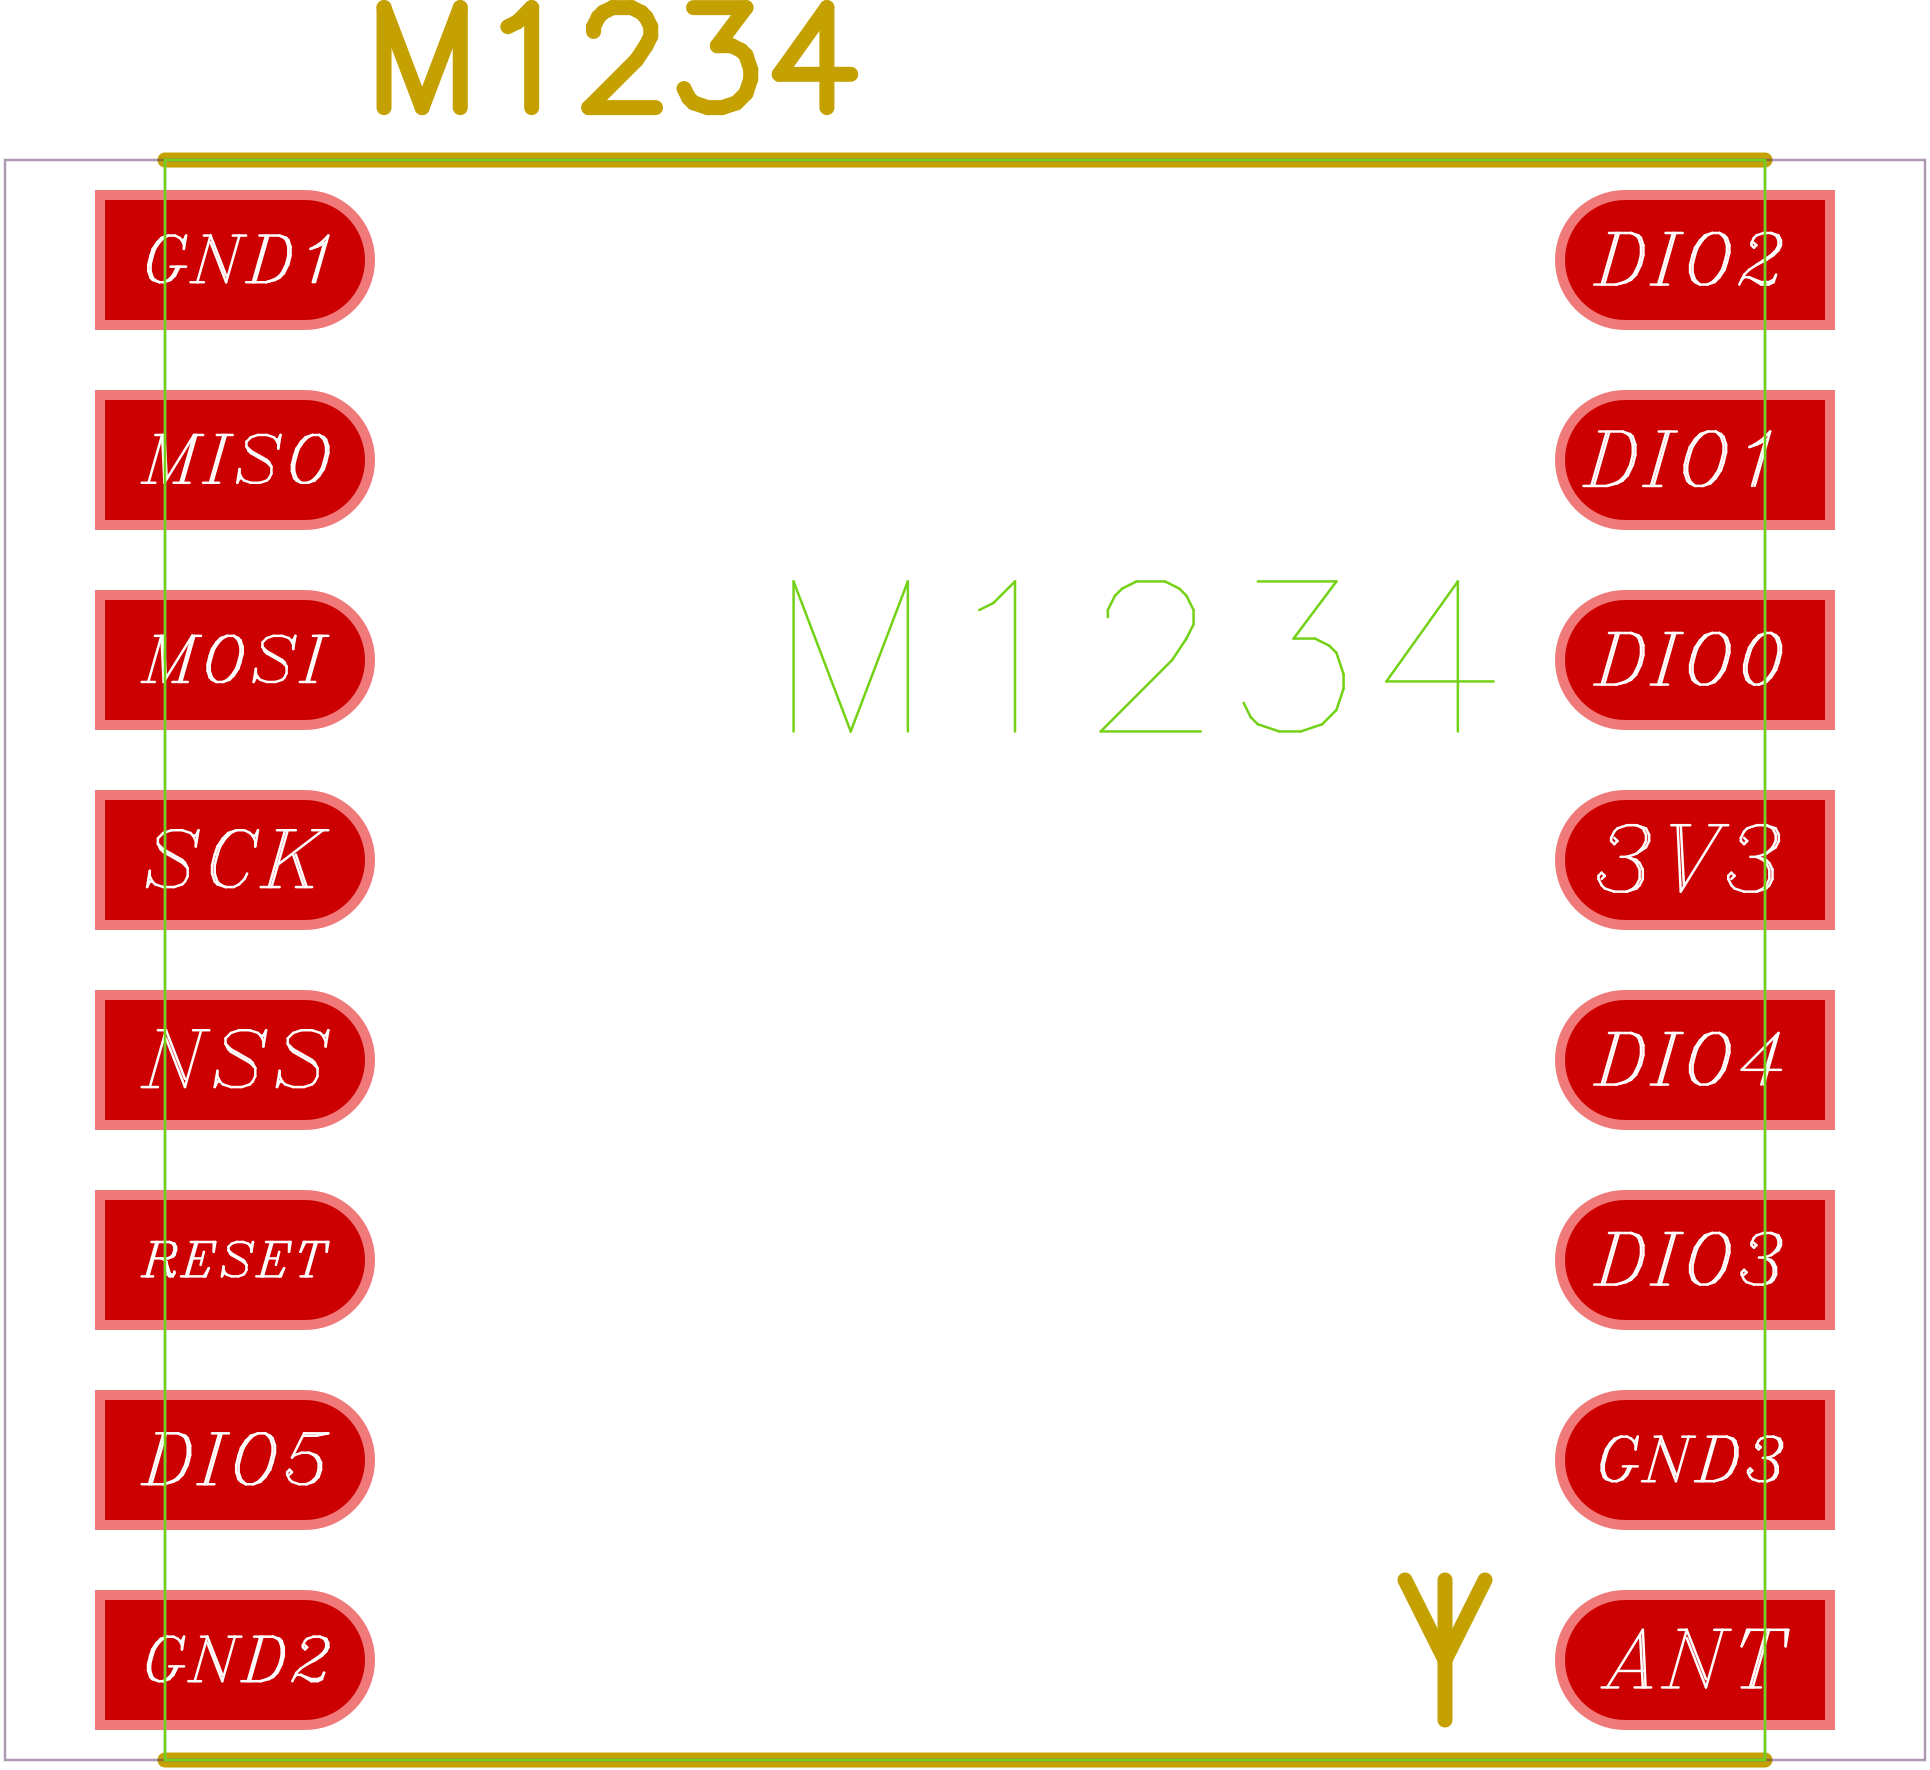 M1234
GND1 DIO2
MISO DIO1
M1234
MOSI DIO0
SCK 3V3
NSS DIO4
RESET DIO3
DIO5 GND3
GND2 ANT